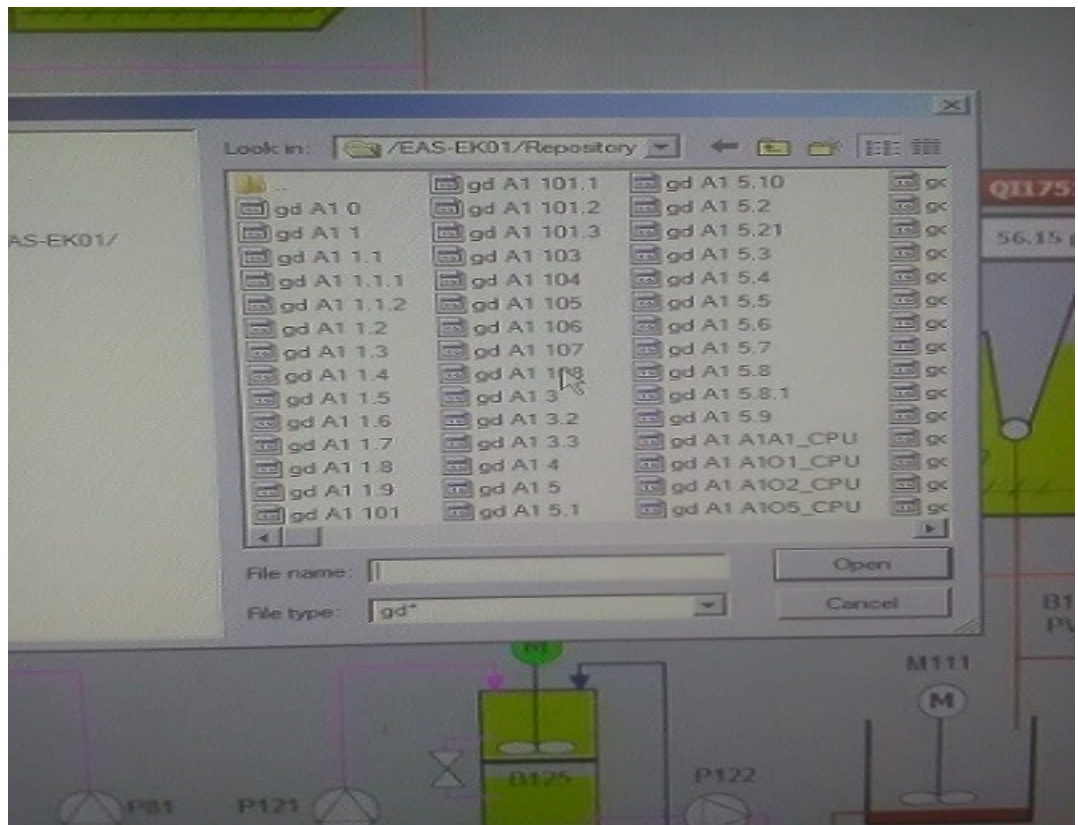 Look in: /EAS-EK01/Repository
AS-EK01/
..
gd A1 0
gd A1 1
gd A1 1.1
gd A1 1.1.1
gd A1 1.1.2
gd A1 1.2
gd A1 1.3
gd A1 1.4
gd A1 1.5
gd A1 1.6
gd A1 1.7
gd A1 1.8
gd A1 1.9
gd A1 101
gd A1 101.1
gd A1 101.2
gd A1 101.3
gd A1 103
gd A1 104
gd A1 105
gd A1 106
gd A1 107
gd A1 108
gd A1 3
gd A1 3.2
gd A1 3.3
gd A1 4
gd A1 5
gd A1 5.1
gd A1 5.10
gd A1 5.2
gd A1 5.21
gd A1 5.3
gd A1 5.4
gd A1 5.5
gd A1 5.6
gd A1 5.7
gd A1 5.8
gd A1 5.8.1
gd A1 5.9
gd A1 A1A1_CPU
gd A1 A1O1_CPU
gd A1 A1O2_CPU
gd A1 A1O5_CPU
QI175
56.15
File name:
Open
File type: gd*
Cancel
M
M111
M
B125
P122
P81
P121